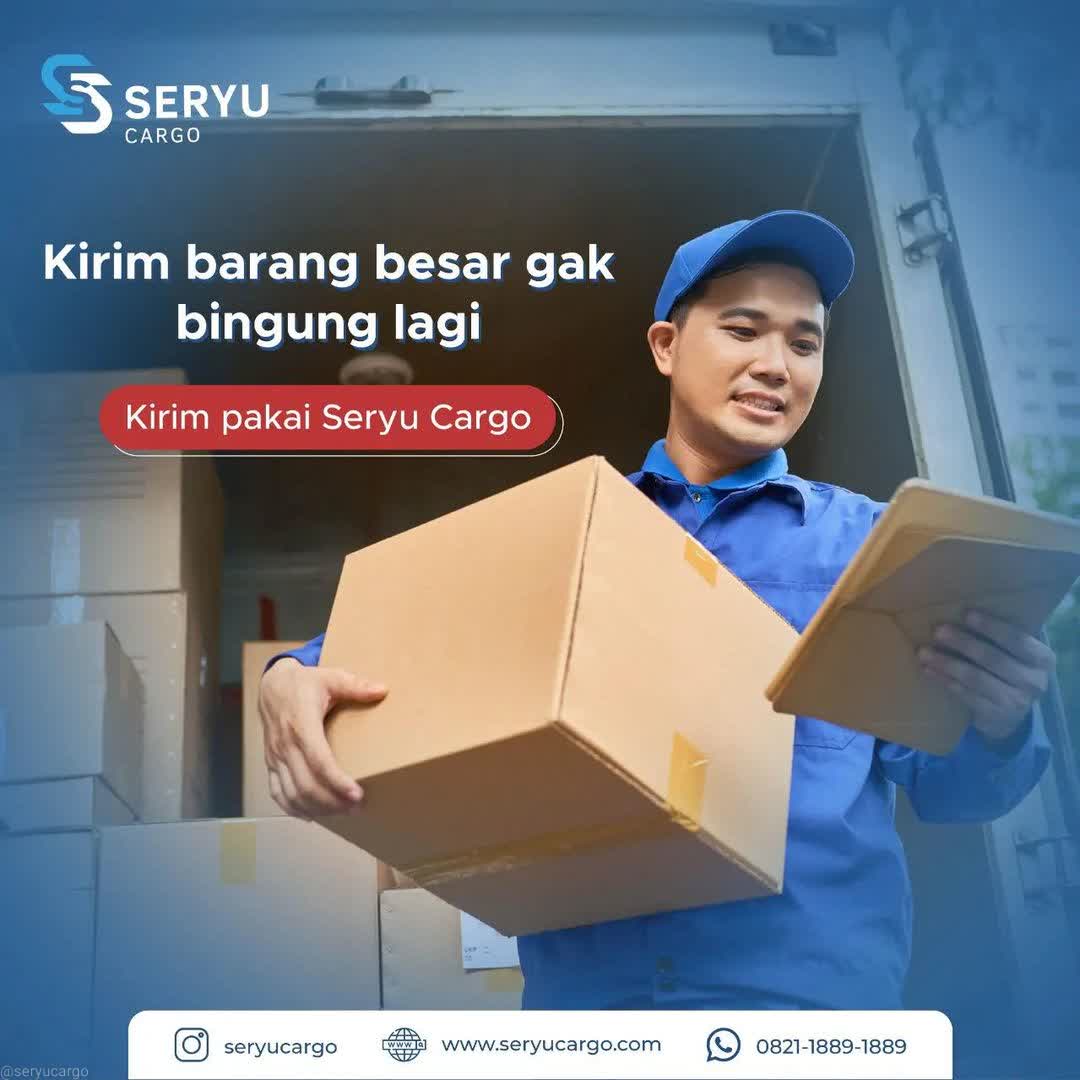 SERYU
CARGO
Kirim barang besar gak
bingung lagi
Kirim pakai Seryu Cargo
seryucargo
www.seryucargo.com
0821-1889-1889
@seryucargo